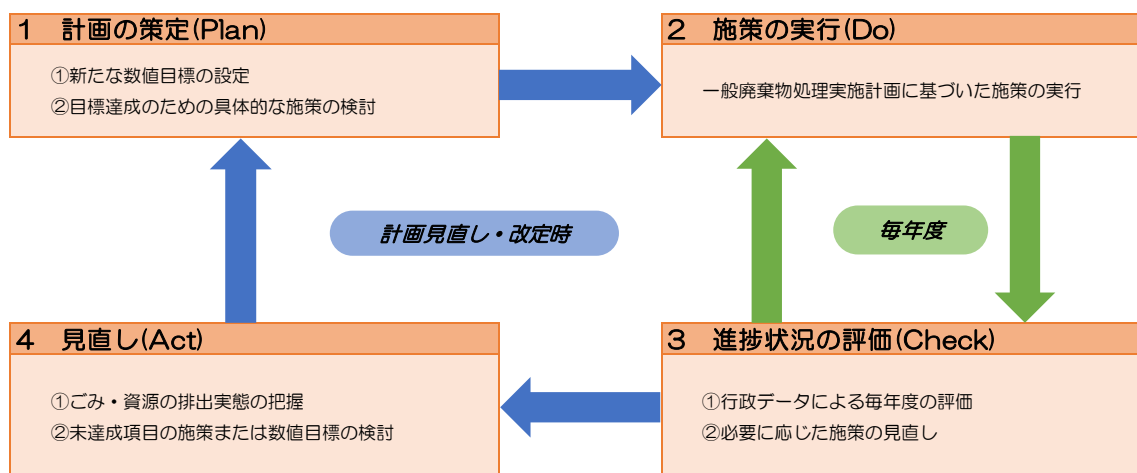 1 計画の策定(Plan)
①新たな数値目標の設定
②目標達成のための具体的な施策の検討
2 施策の実行(Do)
一般廃棄物処理実施計画に基づいた施策の実行
計画見直し・改定時
毎年度
4 見直し(Act)
①ごみ・資源の排出実態の把握
②未達成項目の施策または数値目標の検討
3 進捗状況の評価(Check)
①行政データによる毎年度の評価
②必要に応じた施策の見直し